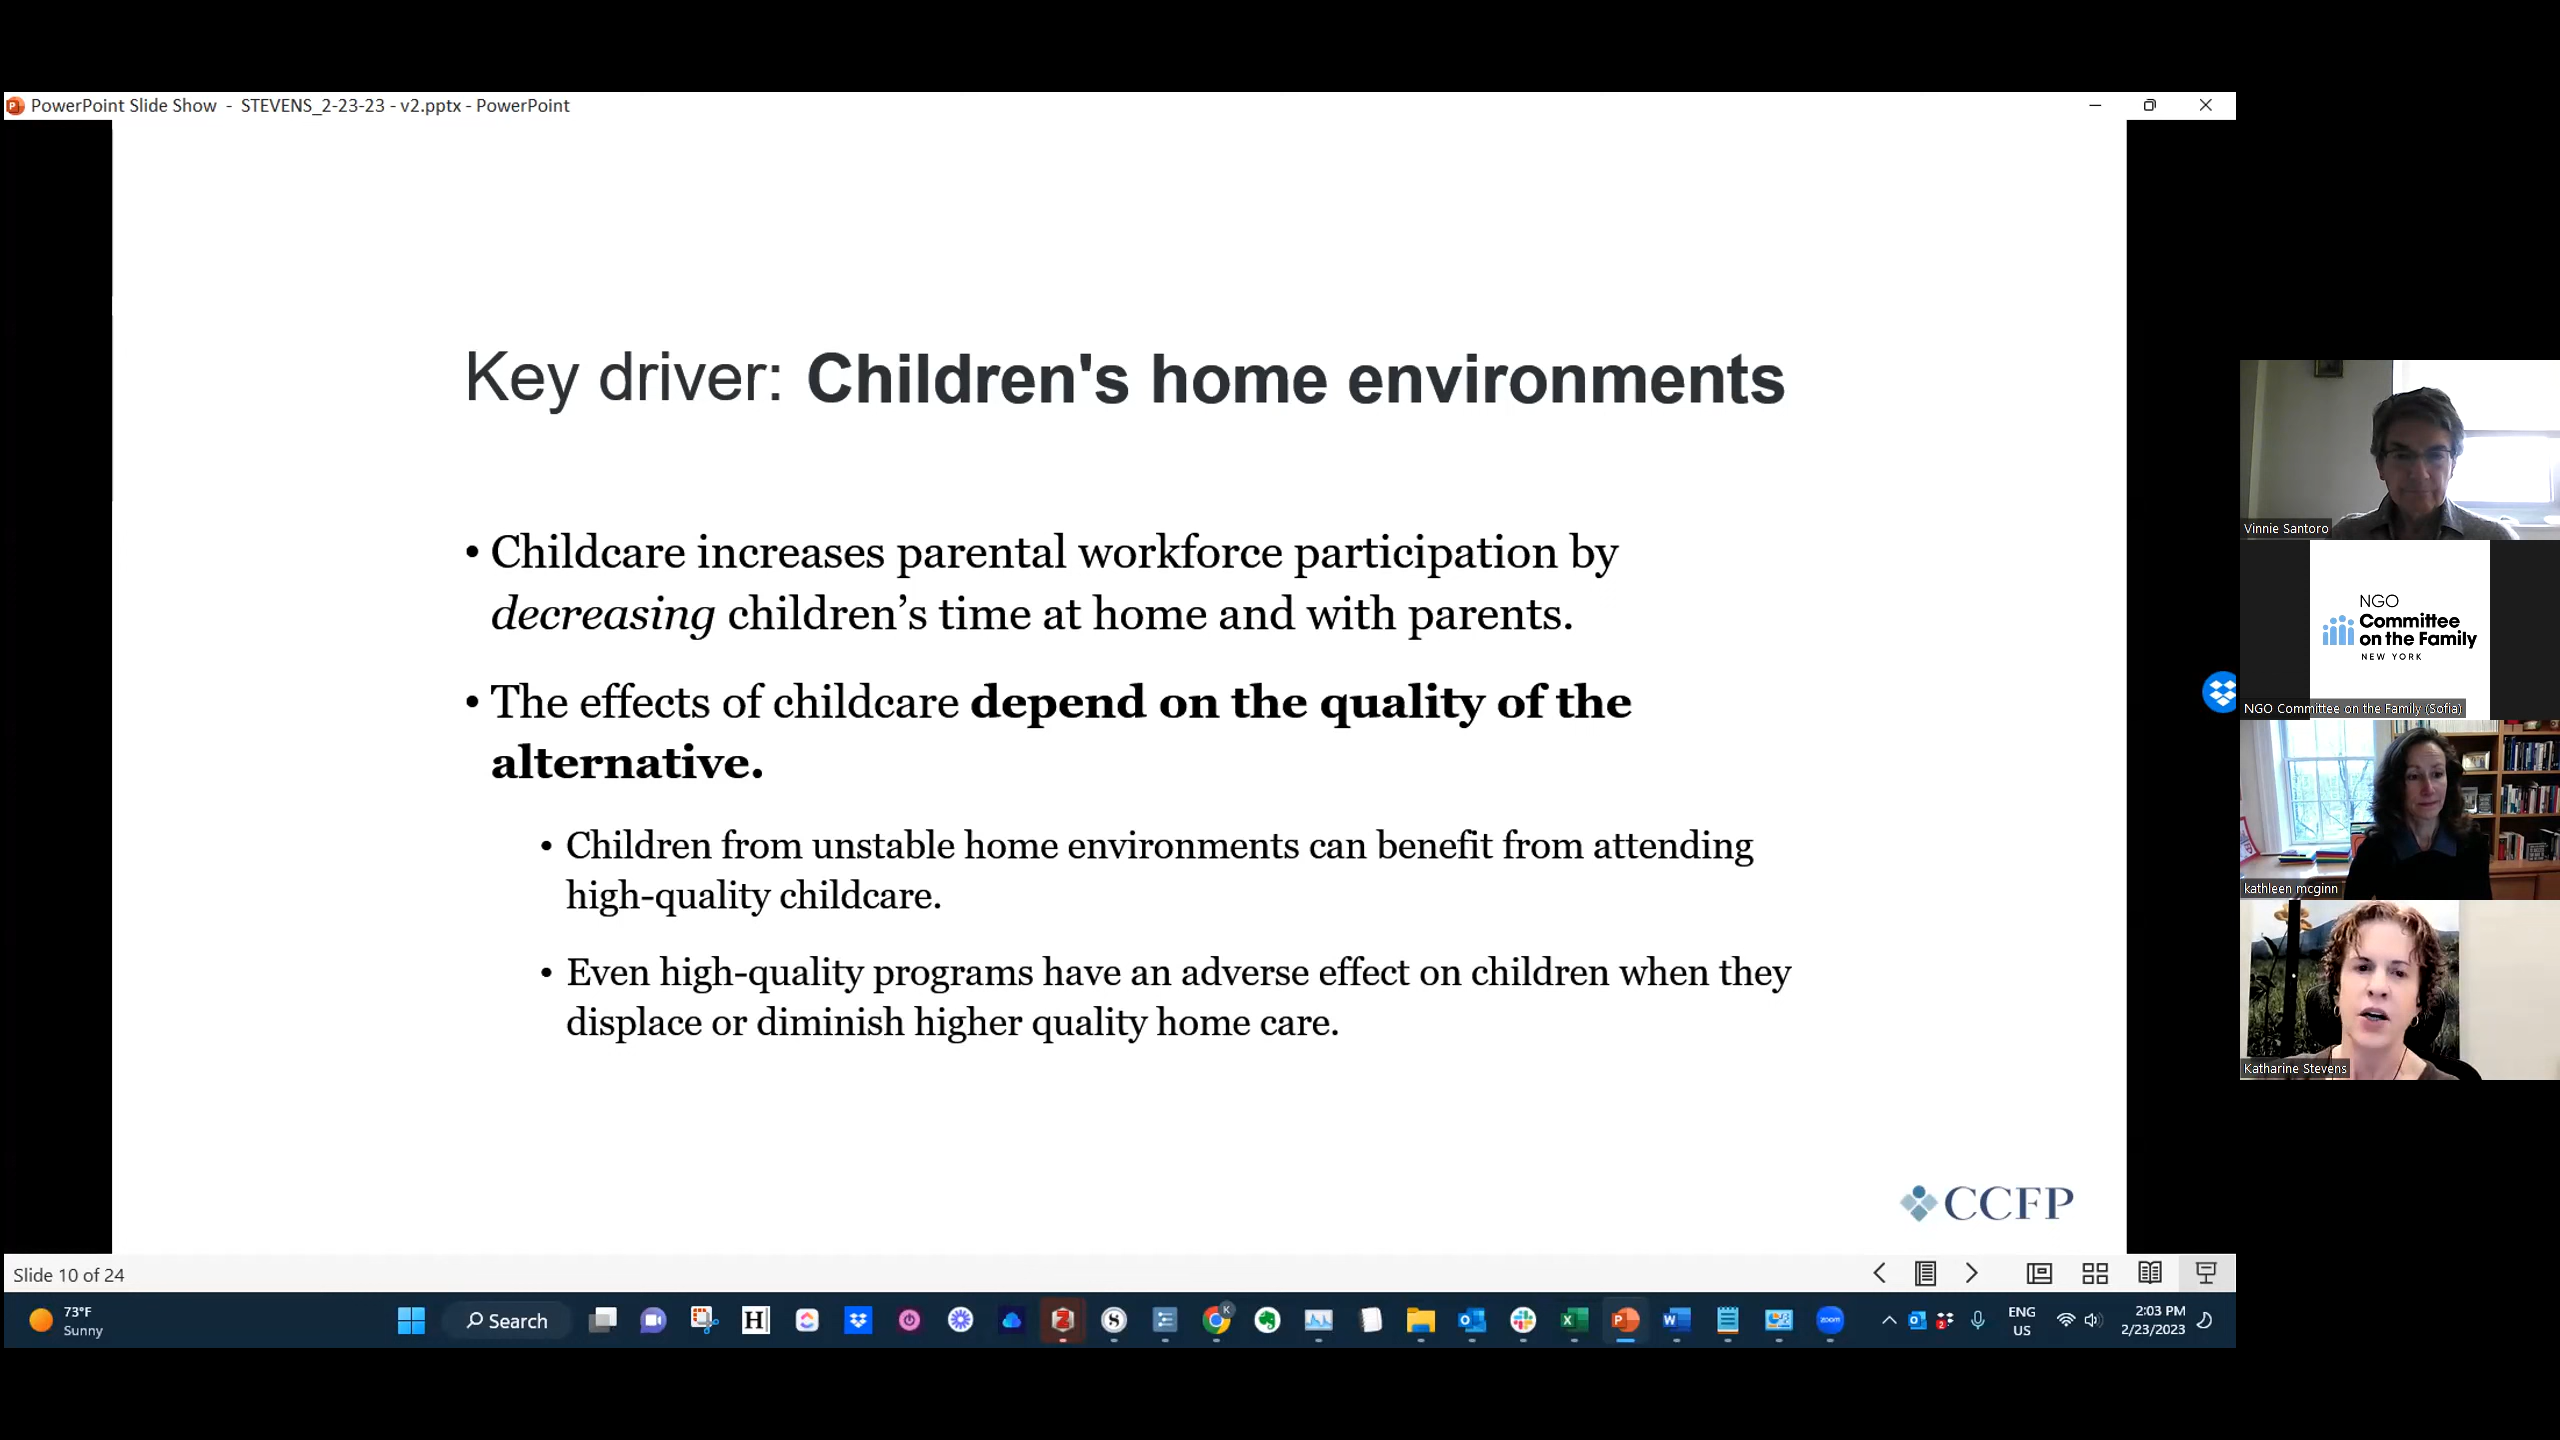 PowerPoint Slide Show - STEVENS_2-23-23 - v2.pptx - PowerPoint
Key driver: Children's home environments
• Childcare increases parental workforce participation by
decreasing children’s time at home and with parents.
• The effects of childcare depend on the quality of the
alternative.
• Children from unstable home environments can benefit from attending
high-quality childcare.
• Even high-quality programs have an adverse effect on children when they
displace or diminish higher quality home care.
CCFP
Slide 10 of 24
73°F
Sunny
Search
ENG
US
2:03 PM
2/23/2023
Vinnie Santoro
NGO
Committee
on the Family
NEW YORK
NGO Committee on the Family (Sofia)
kathleen mcginn
Katharine Stevens